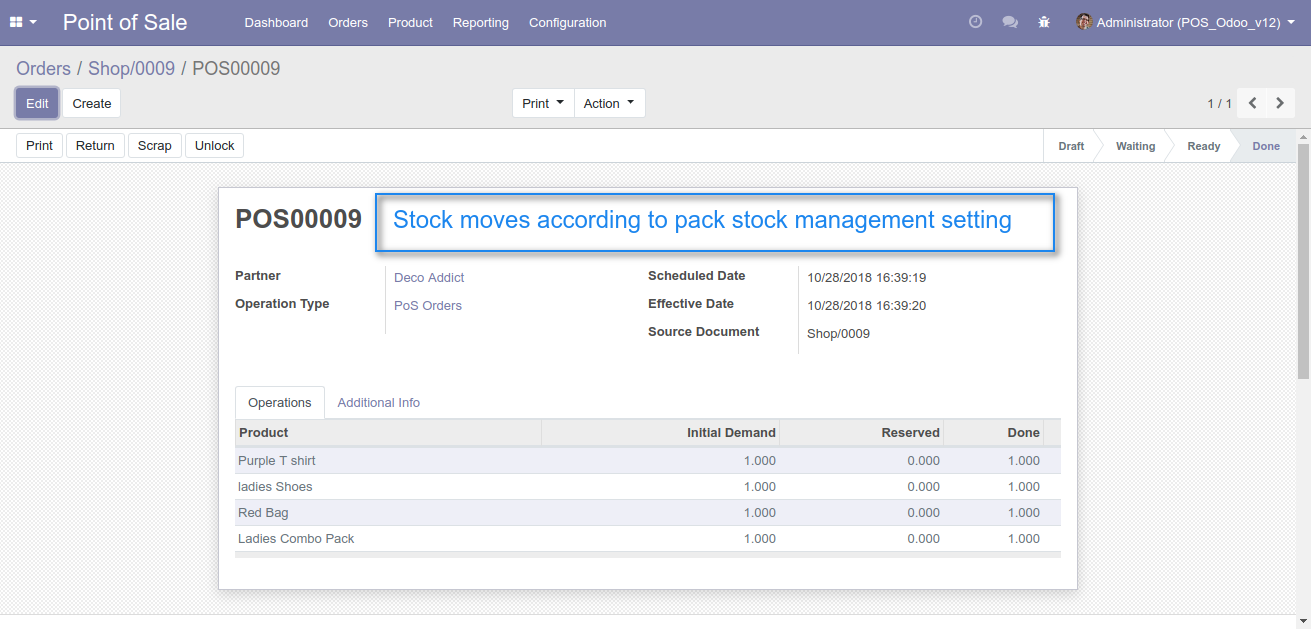 Point of Sale Dashboard Orders Product Reporting Configuration Administrator (POS_Odoo_v12)
Orders / Shop/0009 / POS00009
Edit Create Print Action 1 / 1
Print Return Scrap Unlock Draft Waiting Ready Done
POS00009 Stock moves according to pack stock management setting
Partner Deco Addict Scheduled Date 10/28/2018 16:39:19
Operation Type PoS Orders Effective Date 10/28/2018 16:39:20
Source Document Shop/0009
Operations Additional Info
Product Initial Demand Reserved Done
Purple T shirt 1.000 0.000 1.000
ladies Shoes 1.000 0.000 1.000
Red Bag 1.000 0.000 1.000
Ladies Combo Pack 1.000 0.000 1.000